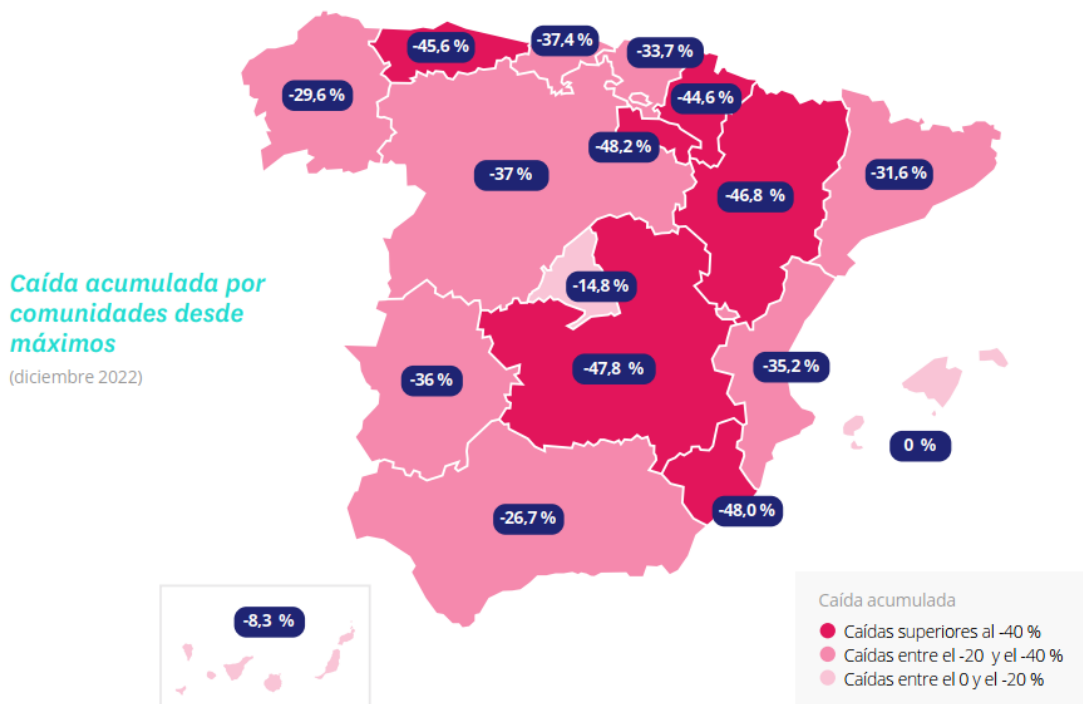 -45,6 %
-37,4 %
-33,7 %
-29,6 %
-44,6 %
-48,2 %
-37 %
-46,8 %
-31,6 %
Caída acumulada por
comunidades desde
máximos
(diciembre 2022)
-14,8 %
-36 %
-47,8 %
-35,2 %
0 %
-26,7 %
-48,0 %
-8,3 %
Caída acumulada
Caídas superiores al -40 %
Caídas entre el -20 y el -40 %
Caídas entre el 0 y el -20 %